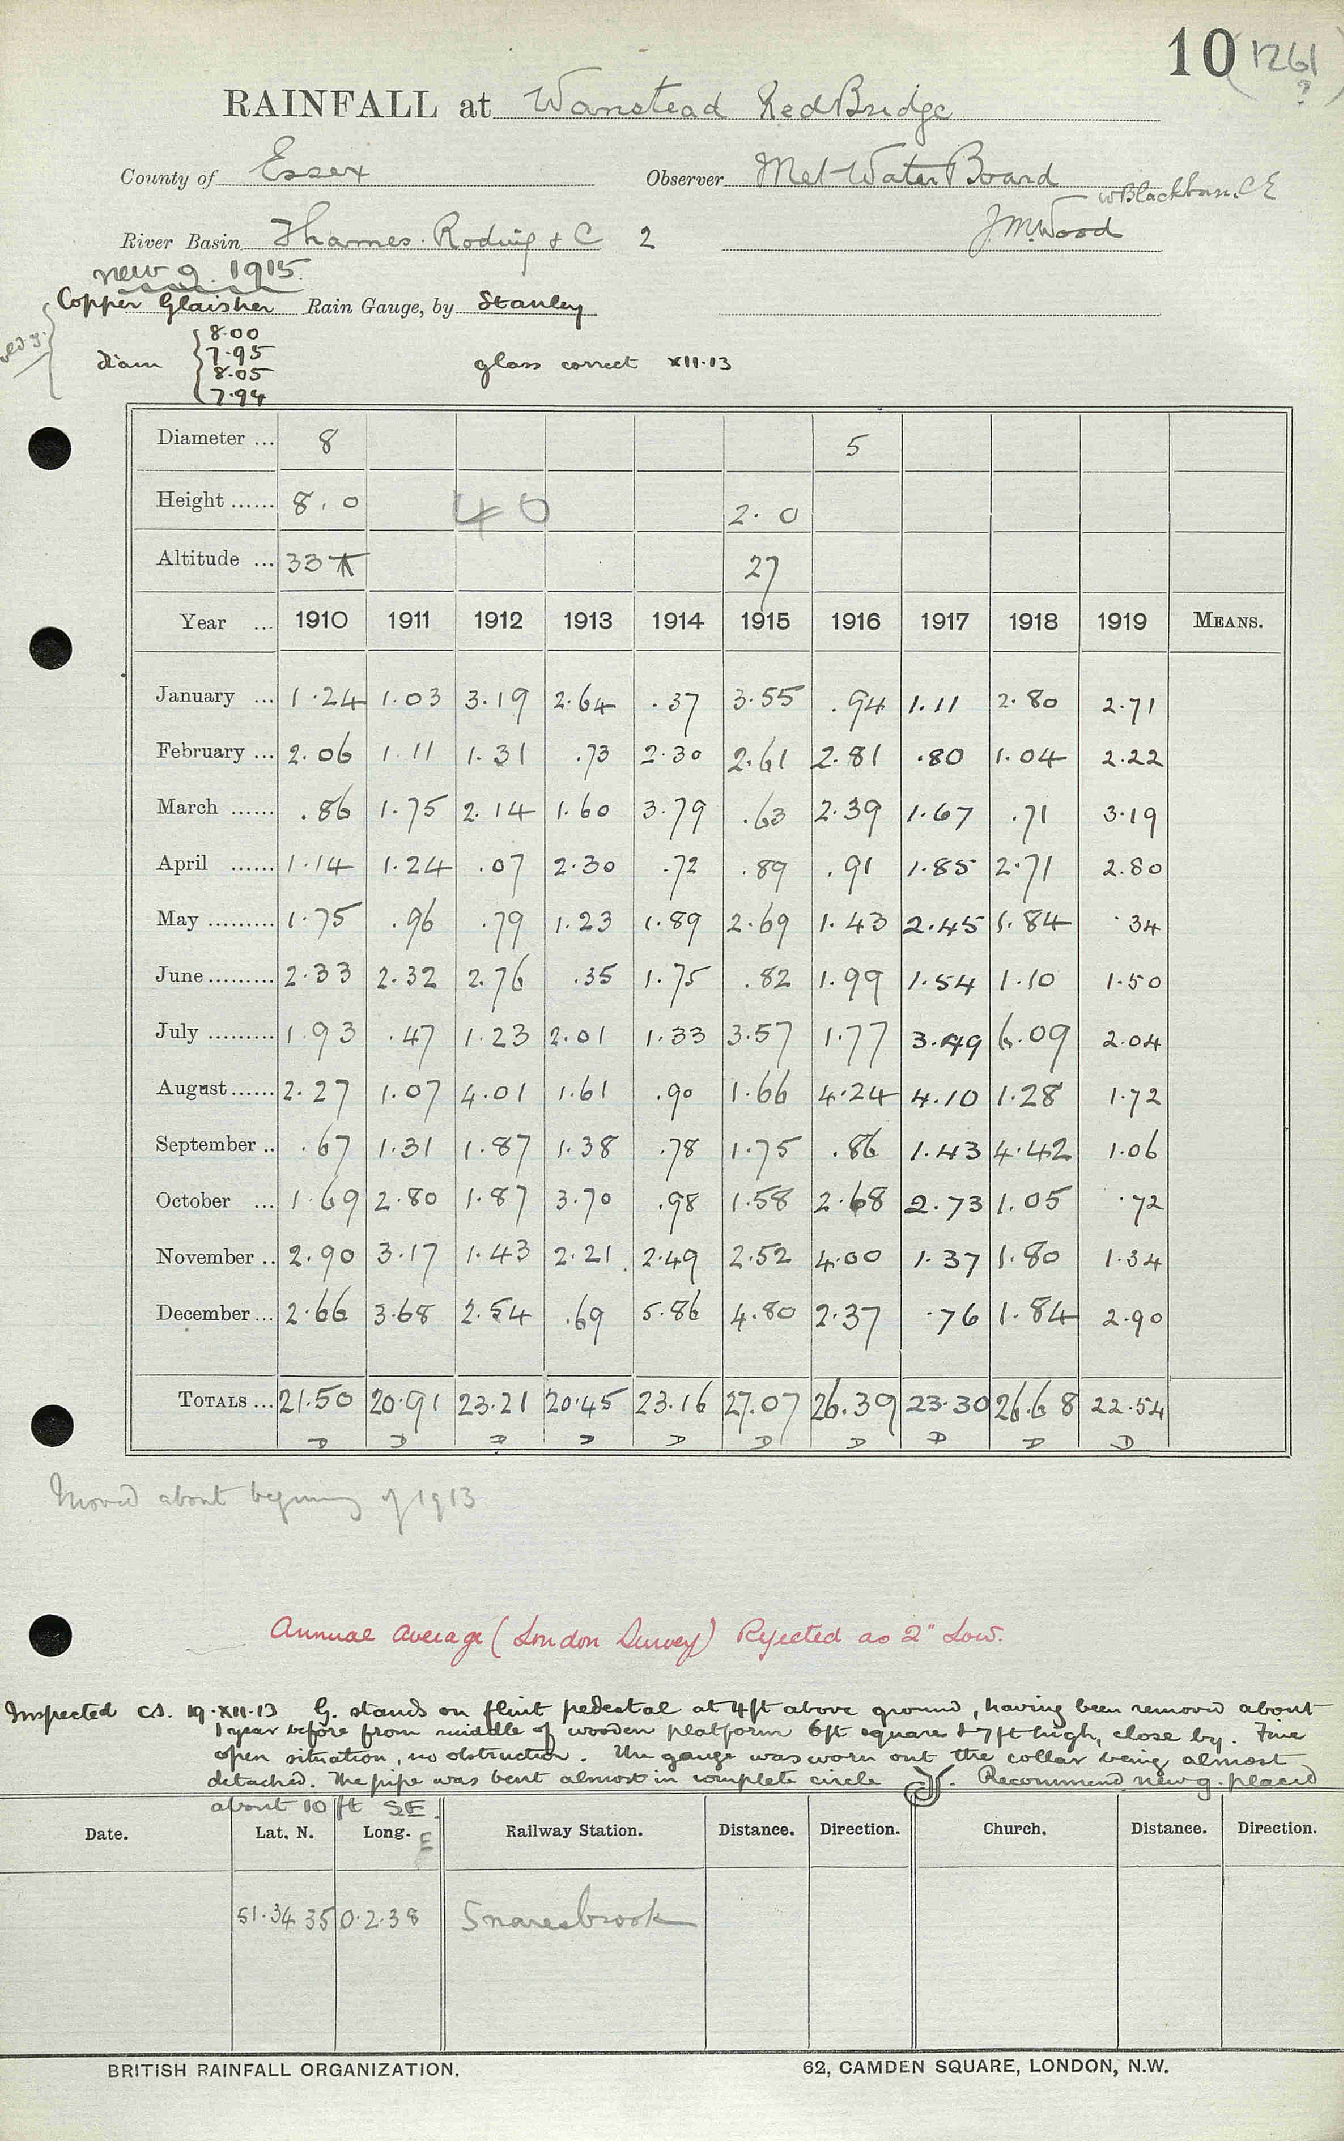 10 (1261 ?)
RAINFALL at Wanstead Red Bridge
County of Essex Observer Met Water Board
W Blackburn. C E
River Basin Thames. Roding & C 2 J. M. Wood
new g. 1915
Copper Glaisher Rain Gauge, by Stanley
old g.
diam { 8.00 glass correct XII.13
7.95
8.05
7.94
Diameter ... 8 5
Height ...... 8. 0 40 2. 0
Altitude ... 33 27
Year ... 1910 1911 1912 1913 1914 1915 1916 1917 1918 1919 MEANS.
January ... 1.24 1.03 3.19 2.64 .37 3.55 .94 1.11 2.80 2.71
February ... 2.06 1.11 1.31 .73 2.30 2.61 2.81 .80 1.04 2.22
March ...... .86 1.75 2.14 1.60 3.79 .63 2.39 1.67 .71 3.19
April ...... 1.14 1.24 .07 2.30 .72 .89 .91 1.85 2.71 2.80
May ......... 1.75 .96 .79 1.23 1.89 2.69 1.43 2.45 1.84 .34
June ......... 2.33 2.32 2.76 .35 1.75 .82 1.99 1.54 1.10 1.50
July ......... 1.93 .47 1.23 2.01 1.33 3.57 1.77 3.49 6.09 2.04
August ...... 2.27 1.07 4.01 1.61 .90 1.66 4.24 4.10 1.28 1.72
September .. .67 1.31 1.87 1.38 .78 1.75 .86 1.43 4.42 1.06
October ... 1.69 2.80 1.87 3.70 .98 1.58 2.68 2.73 1.05 .72
November .. 2.90 3.17 1.43 2.21 2.49 2.52 4.00 1.37 1.80 1.34
December ... 2.66 3.68 2.54 .69 5.86 4.80 2.37 .76 1.84 2.90
TOTALS ... 21.50 20.91 23.21 20.45 23.16 27.07 26.39 23.30 26.68 22.54
D D D D D D D D D D
Moved about beginning of 1913
Annual Average (London Survey) Rejected as 2" Low.
Inspected C.S. 19.XII.13 G. stands on flint pedestal at 4ft above ground, having been removed about
1 year before from middle of wooden platform 6ft square & 7ft high, close by. Fine
open situation, no obstruction. The gauge was worn out the collar being almost
detached. The pipe was bent almost in complete circle. Recommend new g. placed
about 10 ft SE.
Date. Lat. N. Long. E Railway Station. Distance. Direction. Church. Distance. Direction.
51.34 35 0.2.38 Snaresbrook
BRITISH RAINFALL ORGANIZATION. 62, CAMDEN SQUARE, LONDON, N.W.